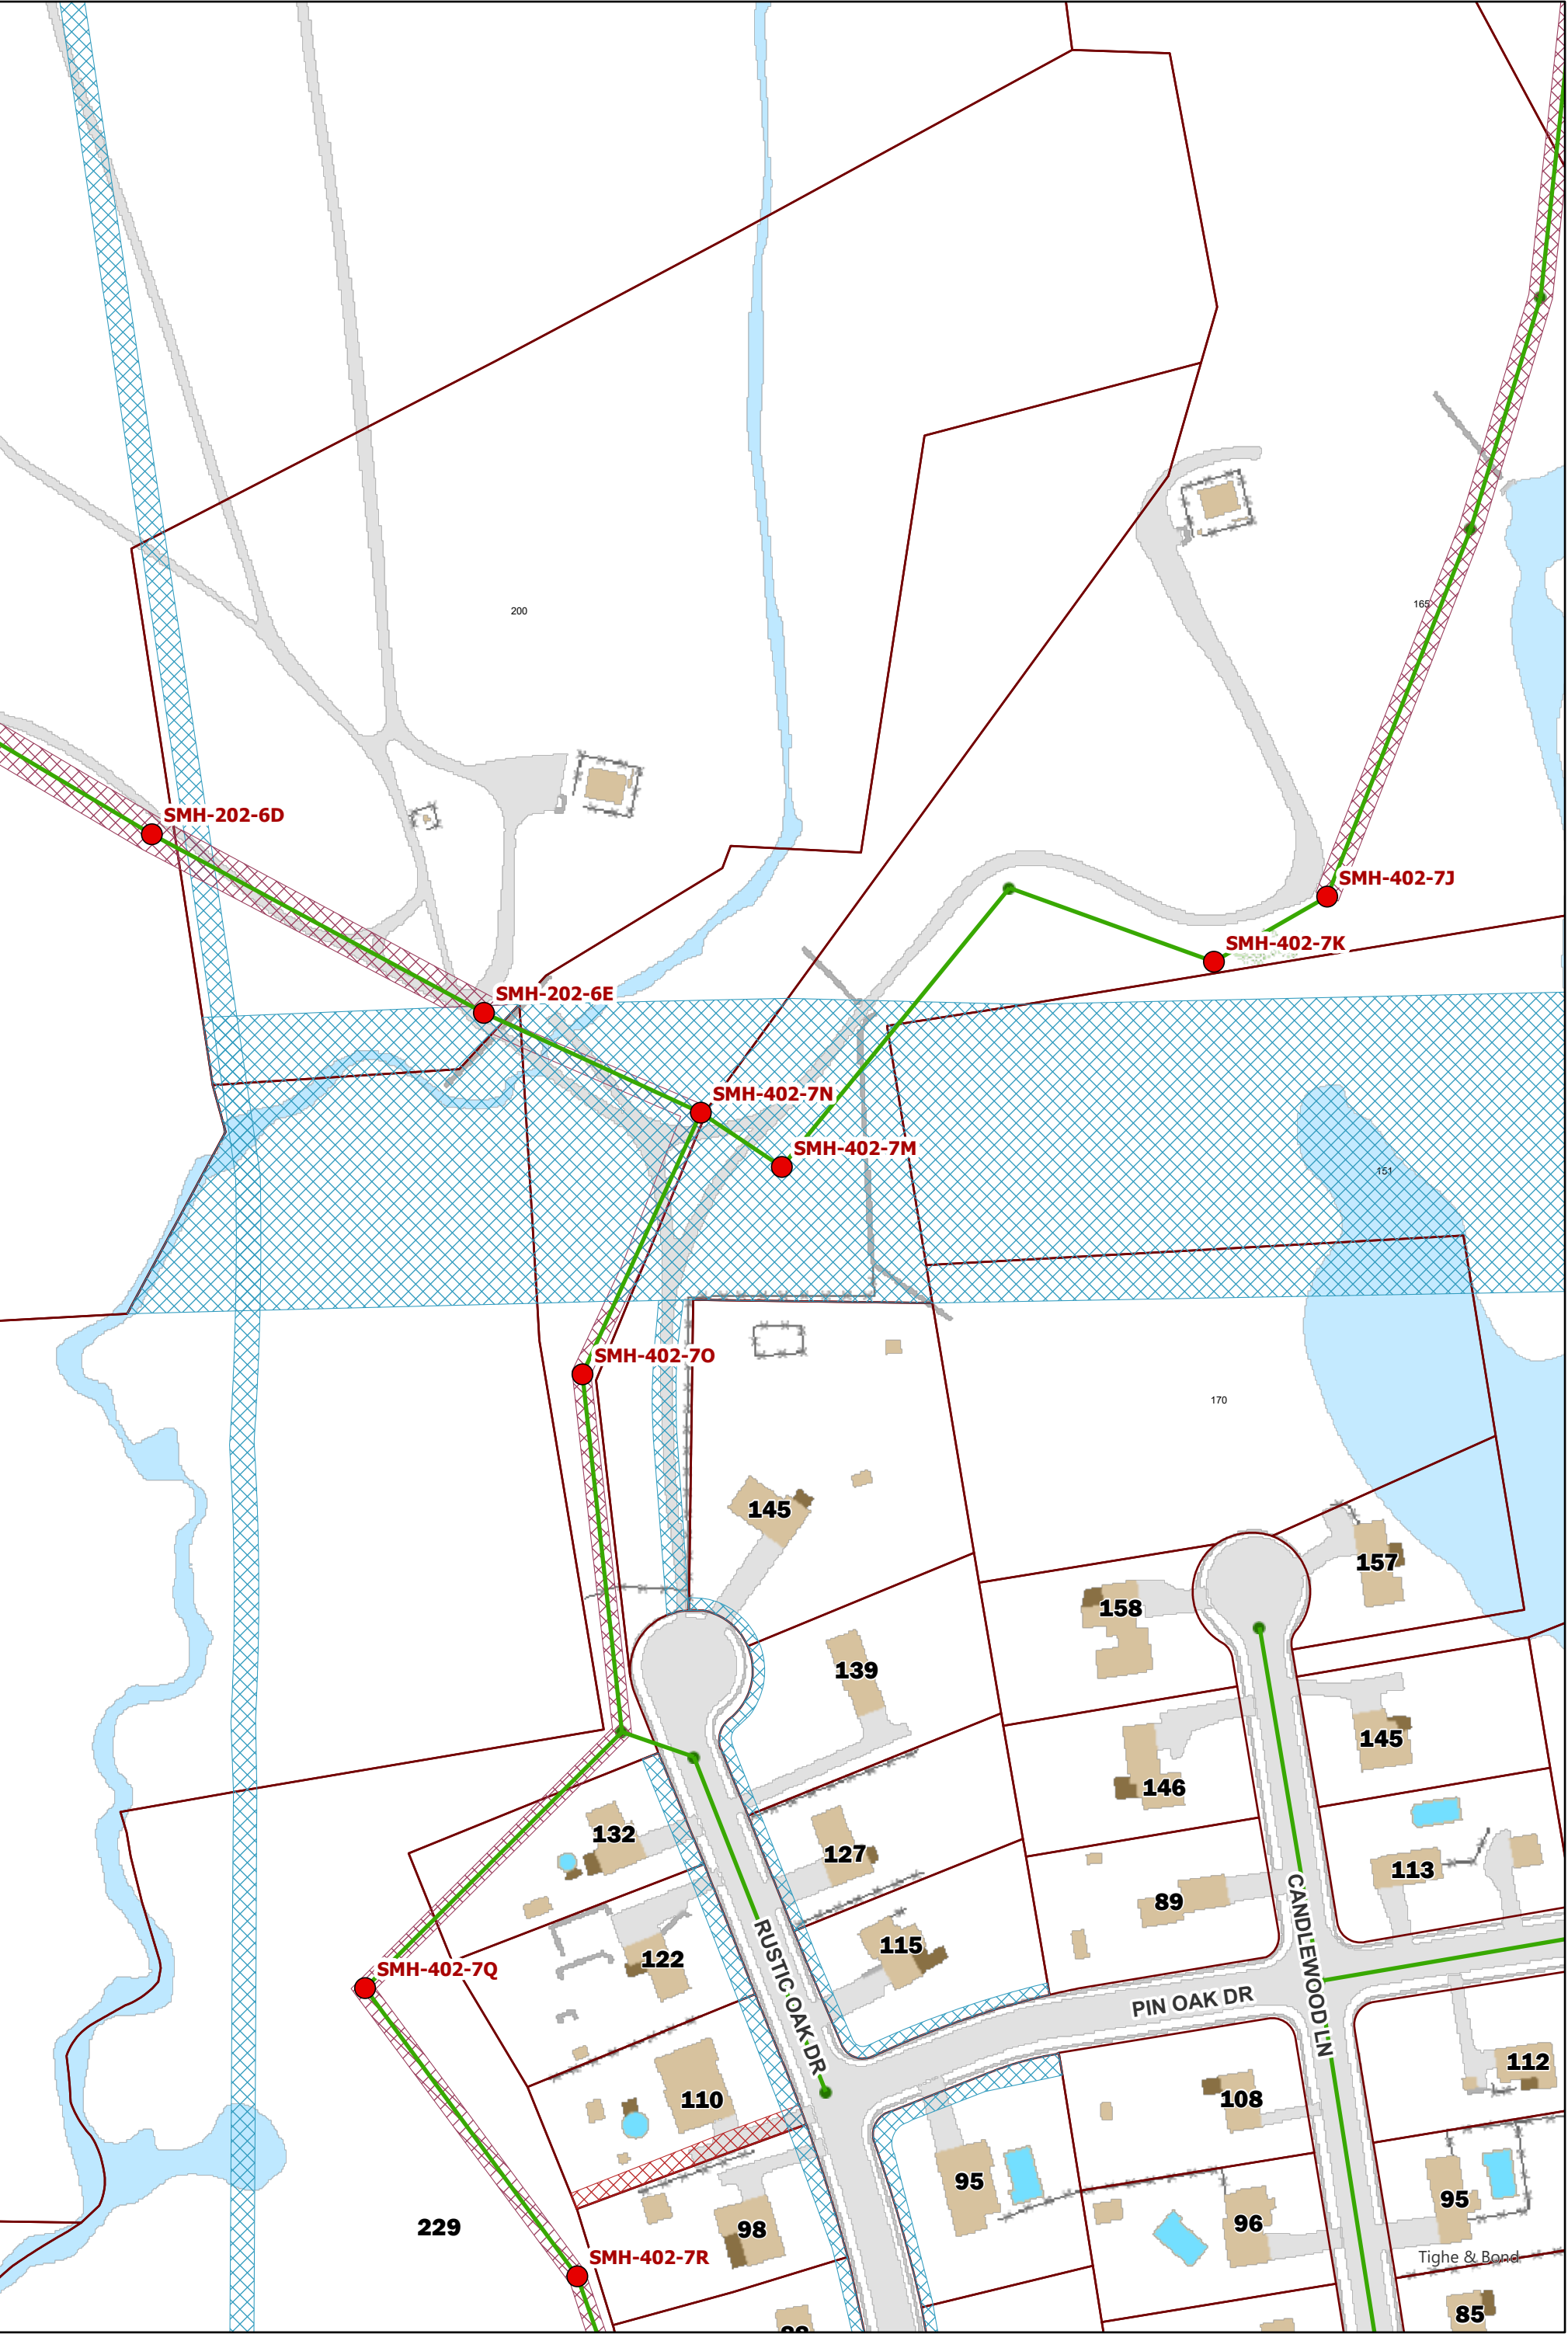 200
165
SMH-202-6D
SMH-402-7J
SMH-402-7K
SMH-202-6E
SMH-402-7N
SMH-402-7M
151
SMH-402-7O
170
145
157
158
139
145
146
132
127
113
89
115
122
SMH-402-7Q
RUSTIC OAK DR
CANDLEWOOD LN
PIN OAK DR
112
110
108
95
95
96
98
229
SMH-402-7R
Tighe & Bond
85